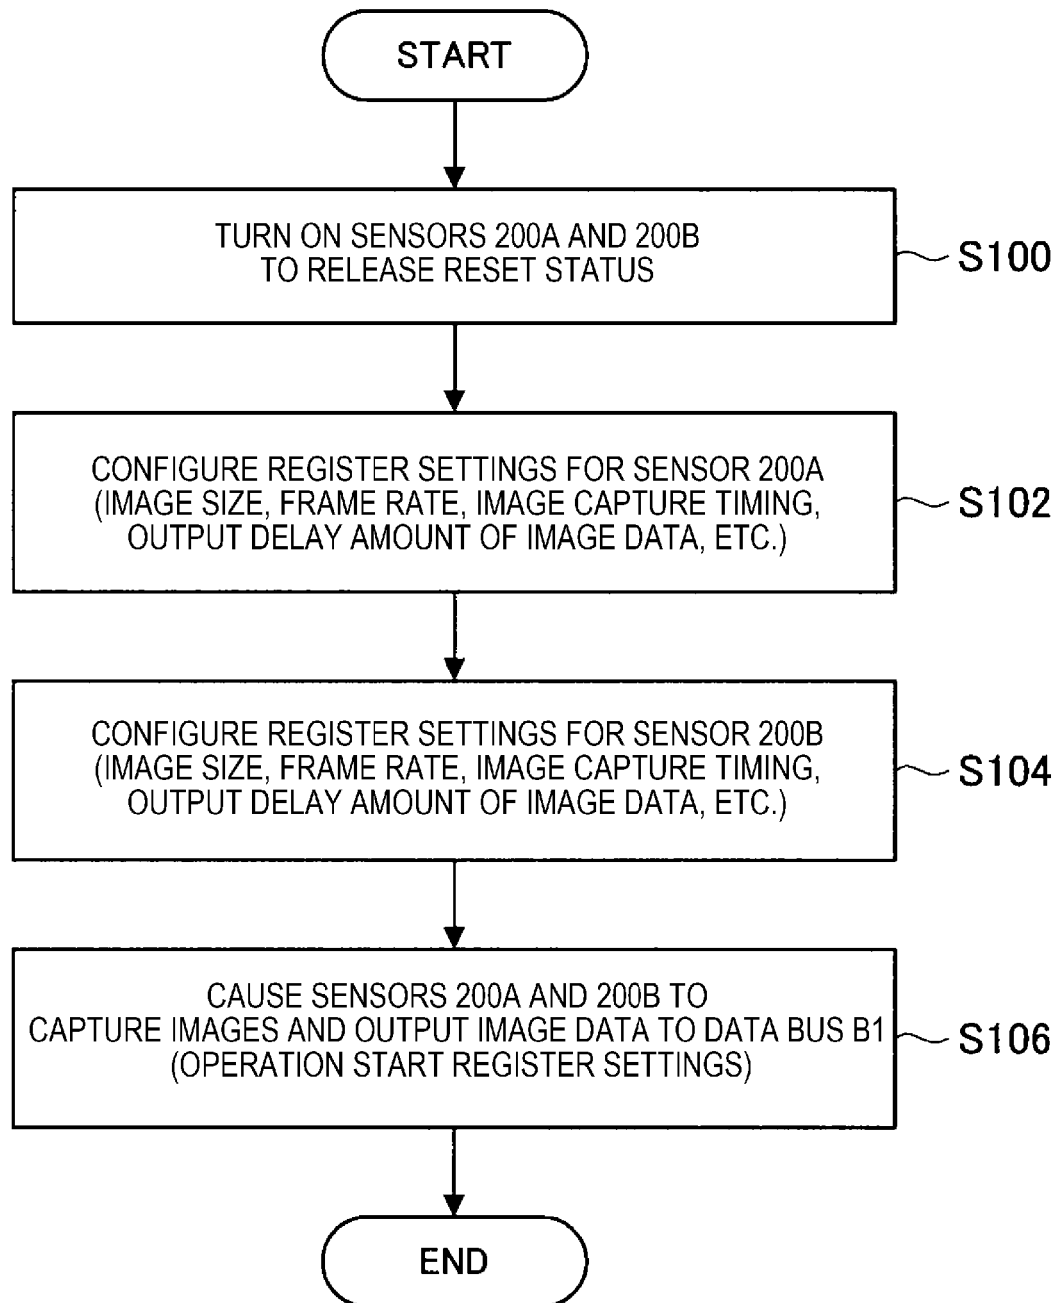 START
TURN ON SENSORS 200A AND 200B
TO RELEASE RESET STATUS
S100
CONFIGURE REGISTER SETTINGS FOR SENSOR 200A
(IMAGE SIZE, FRAME RATE, IMAGE CAPTURE TIMING,
OUTPUT DELAY AMOUNT OF IMAGE DATA, ETC.)
S102
CONFIGURE REGISTER SETTINGS FOR SENSOR 200B
(IMAGE SIZE, FRAME RATE, IMAGE CAPTURE TIMING,
OUTPUT DELAY AMOUNT OF IMAGE DATA, ETC.)
S104
CAUSE SENSORS 200A AND 200B TO
CAPTURE IMAGES AND OUTPUT IMAGE DATA TO DATA BUS B1
(OPERATION START REGISTER SETTINGS)
S106
END